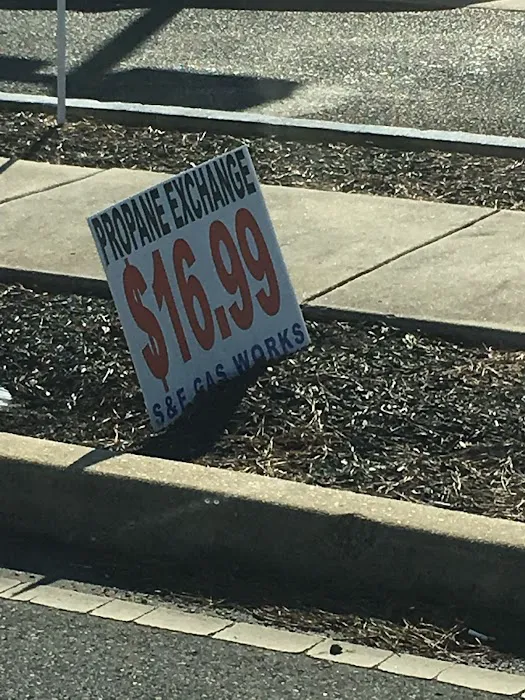 PROPANE EXCHANGE
$16.99
S&F GAS WORKS